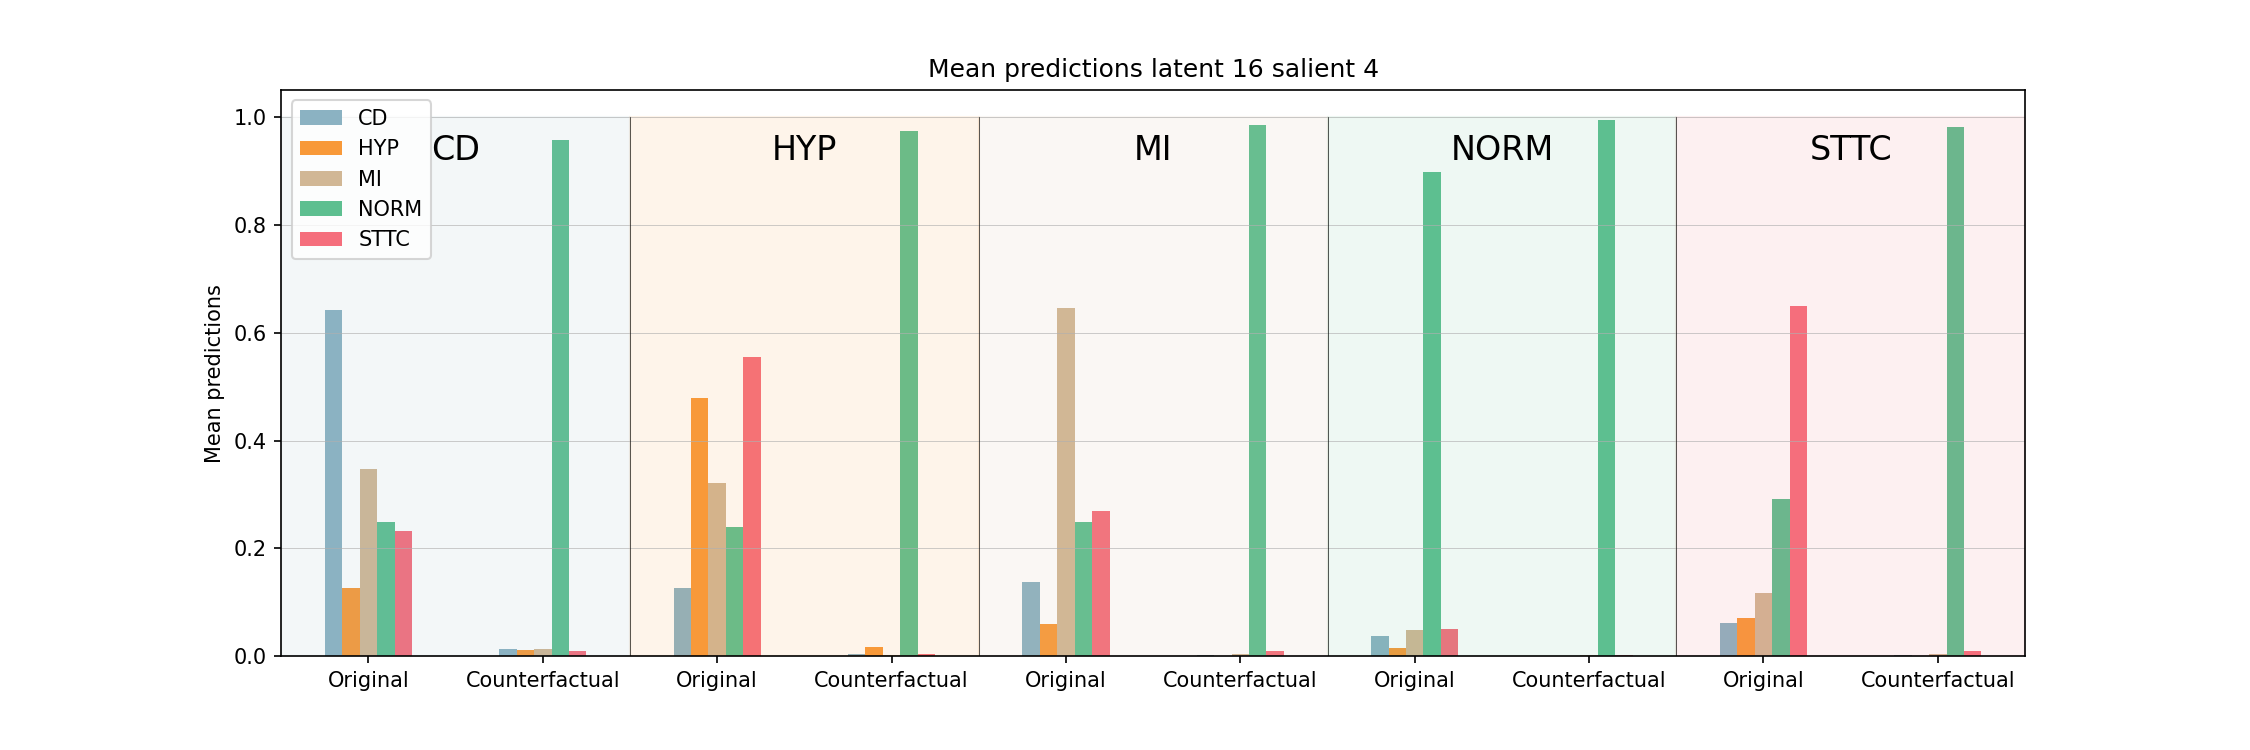 Mean predictions latent 16 salient 4
Mean predictions
1.0
0.8
0.6
0.4
0.2
0.0
CD
HYP
MI
NORM
STTC
CD
HYP
MI
NORM
STTC
Original Counterfactual Original Counterfactual Original Counterfactual Original Counterfactual Original Counterfactual